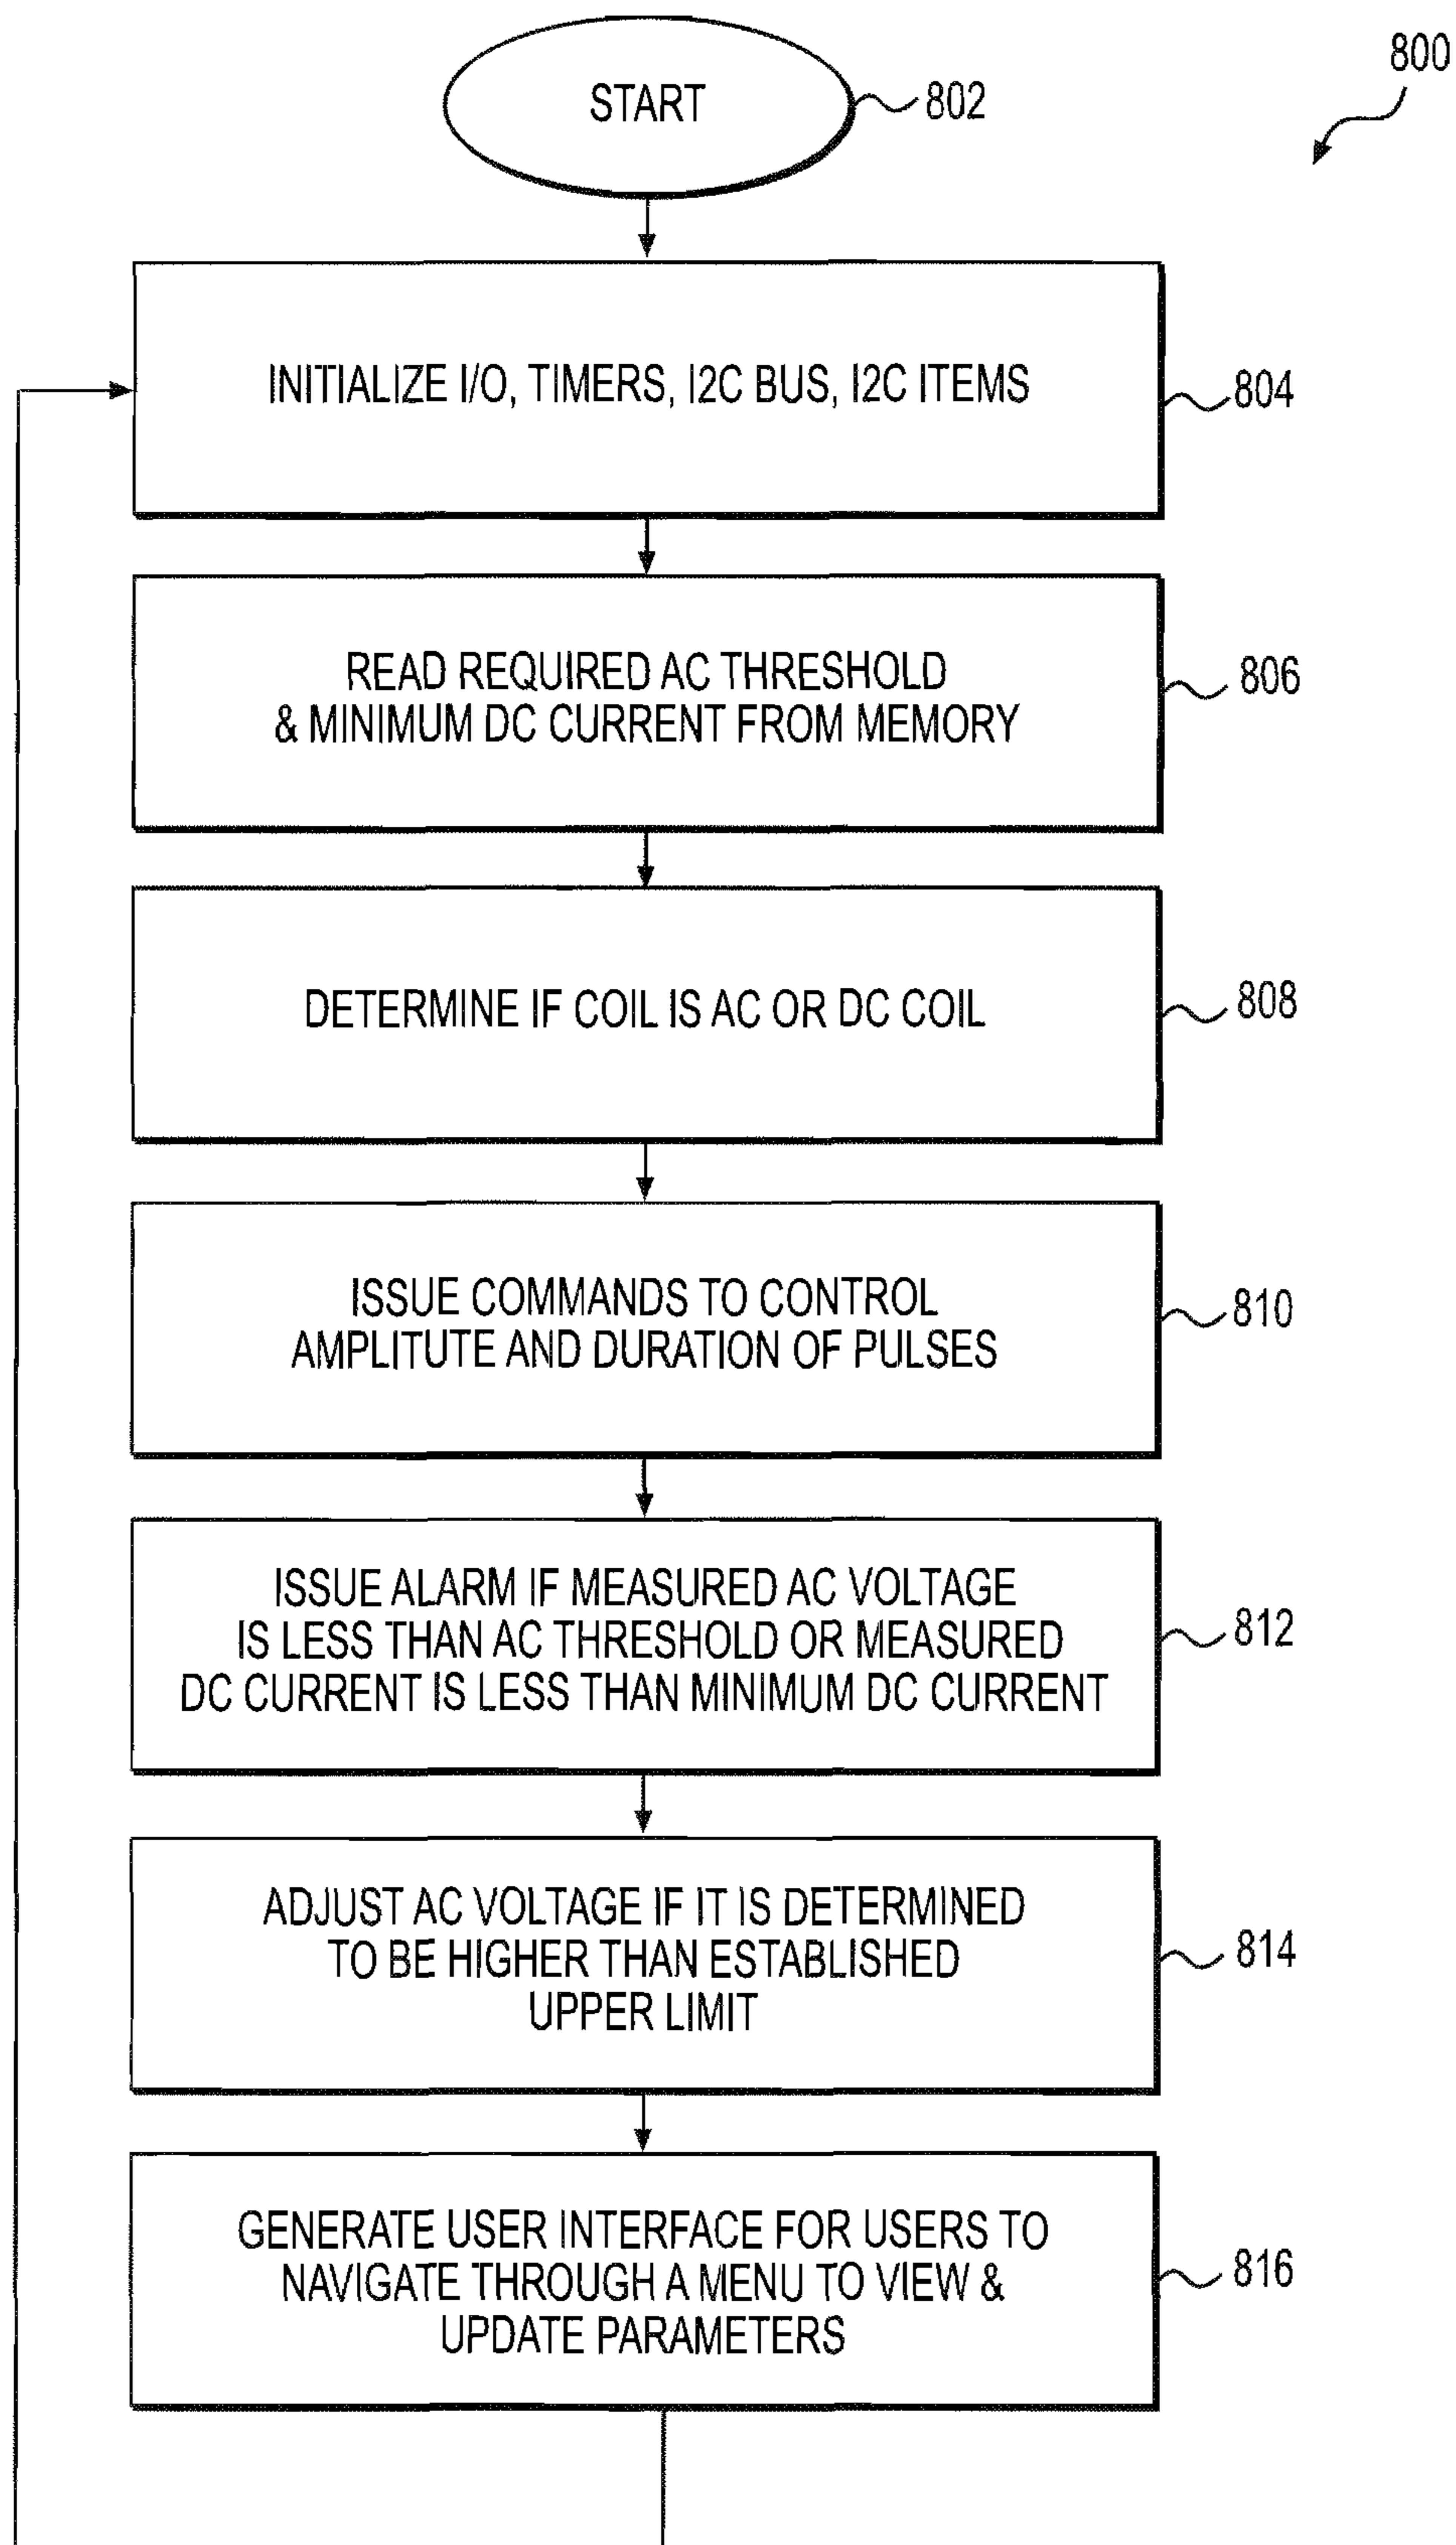 800
START
802
INITIALIZE I/O, TIMERS, I2C BUS, I2C ITEMS
804
READ REQUIRED AC THRESHOLD
& MINIMUM DC CURRENT FROM MEMORY
806
DETERMINE IF COIL IS AC OR DC COIL
808
ISSUE COMMANDS TO CONTROL
AMPLITUTE AND DURATION OF PULSES
810
ISSUE ALARM IF MEASURED AC VOLTAGE
IS LESS THAN AC THRESHOLD OR MEASURED
DC CURRENT IS LESS THAN MINIMUM DC CURRENT
812
ADJUST AC VOLTAGE IF IT IS DETERMINED
TO BE HIGHER THAN ESTABLISHED
UPPER LIMIT
814
GENERATE USER INTERFACE FOR USERS TO
NAVIGATE THROUGH A MENU TO VIEW &
UPDATE PARAMETERS
816